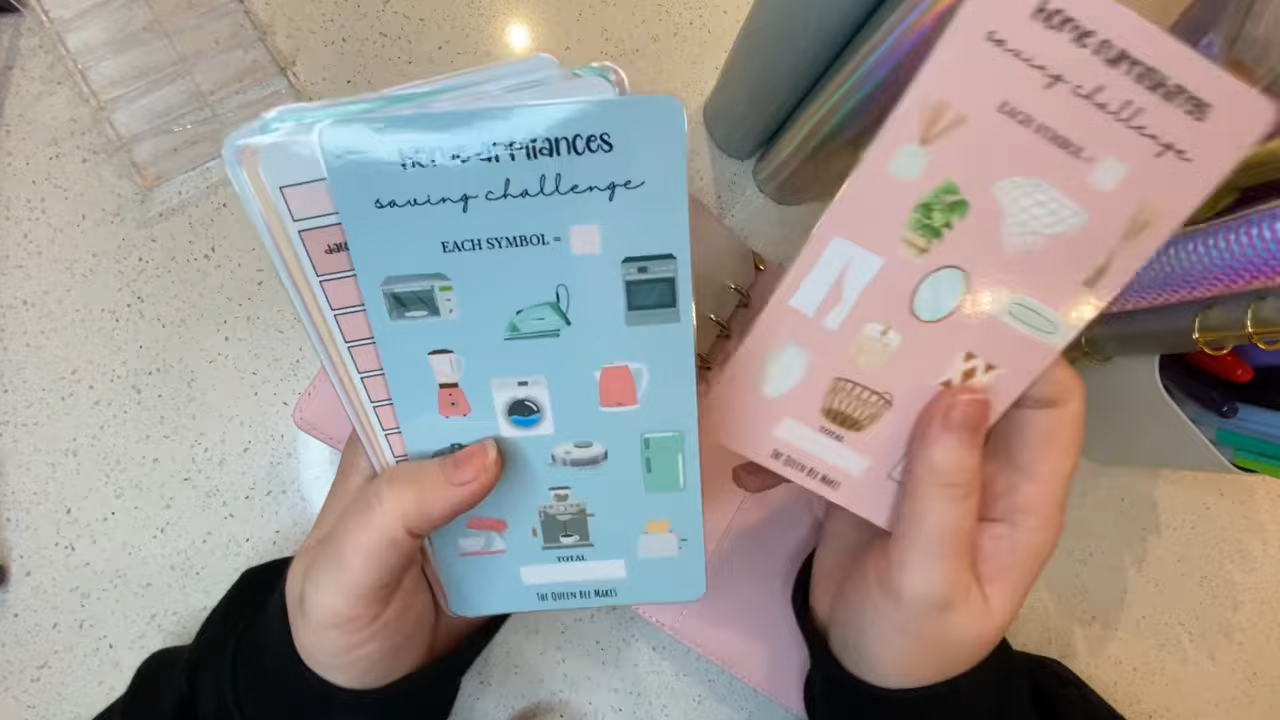 home appliances
saving challenge
EACH SYMBOL =
TOTAL
THE QUEEN BEE MAKES
saving challenge
EACH SYMBOL =
TOTAL
THE QUEEN BEE MAKES